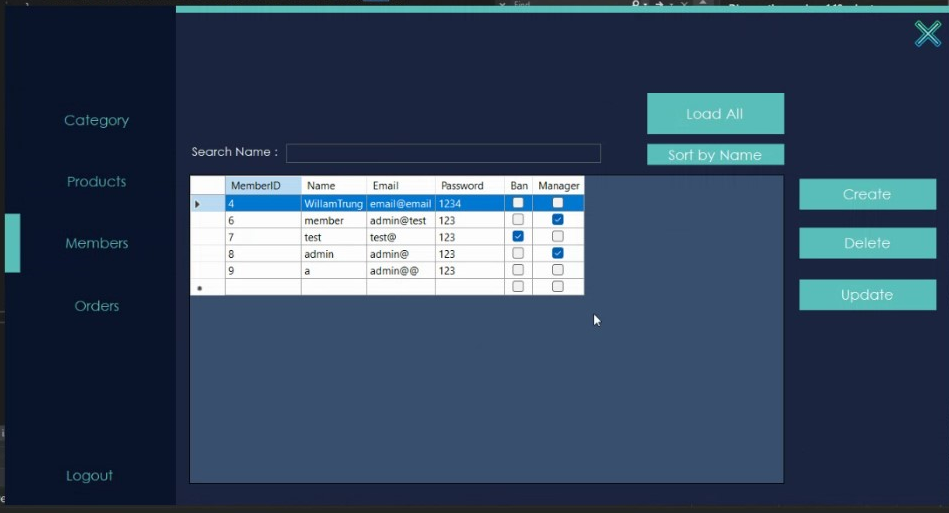 Find
Category
Products
Members
Orders
Logout
Load All
Search Name :
Sort by Name
MemberID Name Email Password Ban Manager
4 WillamTrung email@email 1234
6 member admin@test 123
7 test test@ 123
8 admin admin@ 123
9 a admin@@ 123
Create
Delete
Update